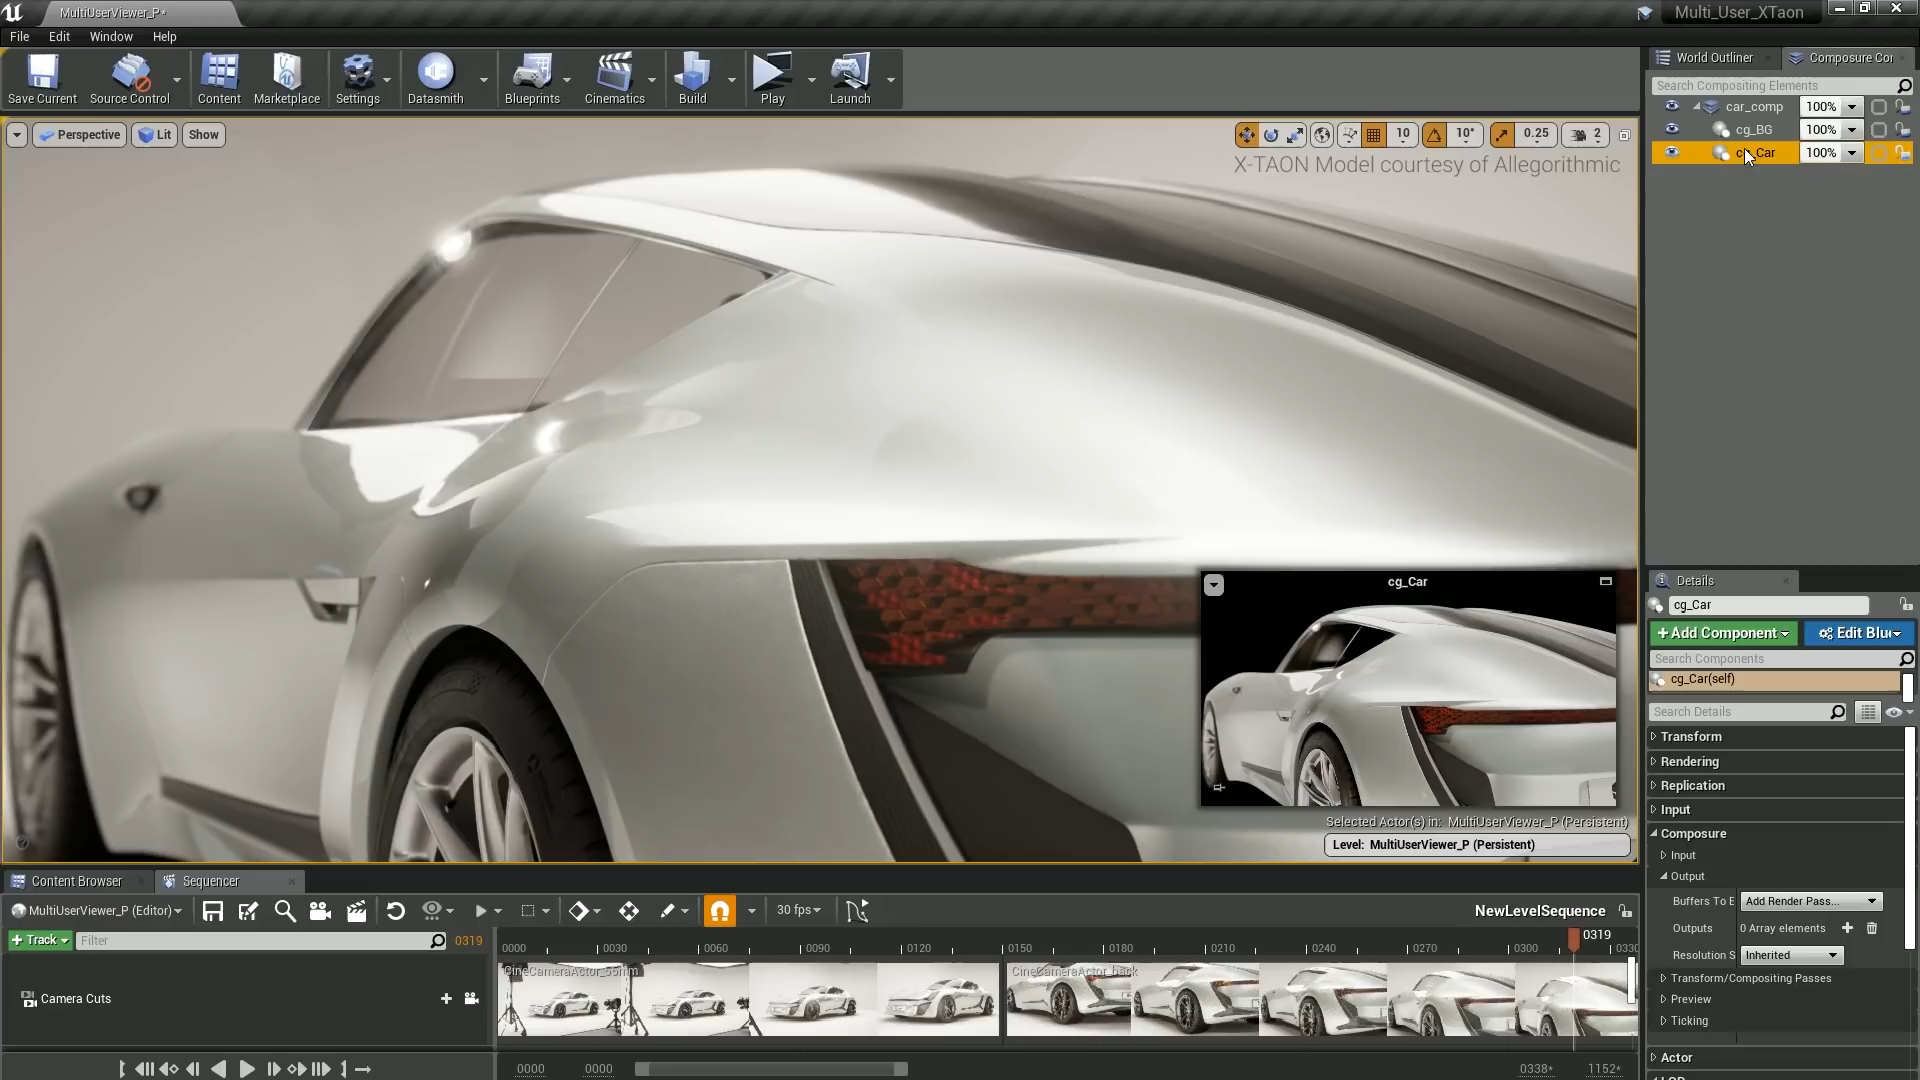 MultiUserViewer_P*
Multi_User_XTaon
File Edit Window Help
Save Current Source Control Content Marketplace Settings Datasmith Blueprints Cinematics Build Play Launch
World Outliner Composure Cor
Search Compositing Elements
car_comp 100%
cg_BG 100%
Car 100%
Perspective Lit Show
10 10° 0.25 2
X-TAON Model courtesy of Allegorithmic
cg_Car
Selected Actor(s) in: MultiUserViewer_P (Persistent)
Level: MultiUserViewer_P (Persistent)
Details
cg_Car
+Add Component Edit Blu
Search Components
cg_Car(self)
Search Details
Transform
Rendering
Replication
Input
Composure
Input
Output
Buffers To E Add Render Pass...
Outputs 0 Array elements
Resolution S Inherited
Transform/Compositing Passes
Preview
Ticking
Actor
Content Browser Sequencer
MultiUserViewer_P (Editor) 30 fps NewLevelSequence
+ Track Filter 0319
0319
0000 0030 0060 0090 0120 0150 0180 0210 0240 0270 0300 0330
CineCameraActor_55mm CineCameraActor_back
Camera Cuts
0000 0000 0338* 1152*